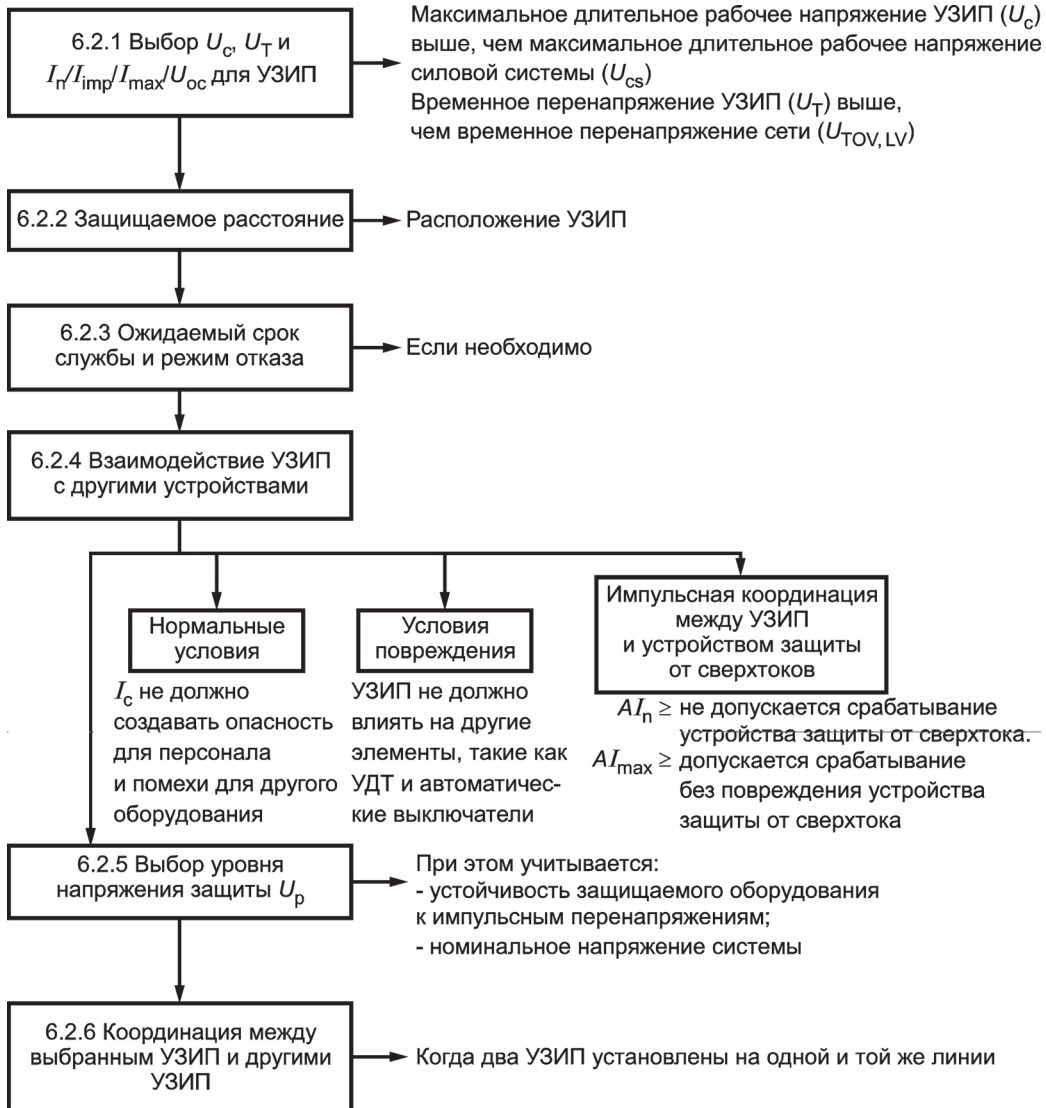 6.2.1 Выбор Uc, UT и
In/Iimp/Imax/Uoc для УЗИП
Максимальное длительное рабочее напряжение УЗИП (Uc)
выше, чем максимальное длительное рабочее напряжение
силовой системы (Ucs)
Временное перенапряжение УЗИП (UT) выше,
чем временное перенапряжение сети (UTOV, LV)
6.2.2 Защищаемое расстояние
Расположение УЗИП
6.2.3 Ожидаемый срок
службы и режим отказа
Если необходимо
6.2.4 Взаимодействие УЗИП
с другими устройствами
Нормальные
условия
Ic не должно
создавать опасность
для персонала
и помехи для другого
оборудования
Условия
повреждения
УЗИП не должно
влиять на другие
элементы, такие как
УДТ и автоматичес-
кие выключатели
Импульсная координация
между УЗИП
и устройством защиты
от сверхтоков
AIn ≥ не допускается срабатывание
устройства защиты от сверхтока.
AImax ≥ допускается срабатывание
без повреждения устройства
защиты от сверхтока
6.2.5 Выбор уровня
напряжения защиты Up
При этом учитывается:
- устойчивость защищаемого оборудования
к импульсным перенапряжениям;
- номинальное напряжение системы
6.2.6 Координация между
выбранным УЗИП и другими
УЗИП
Когда два УЗИП установлены на одной и той же линии